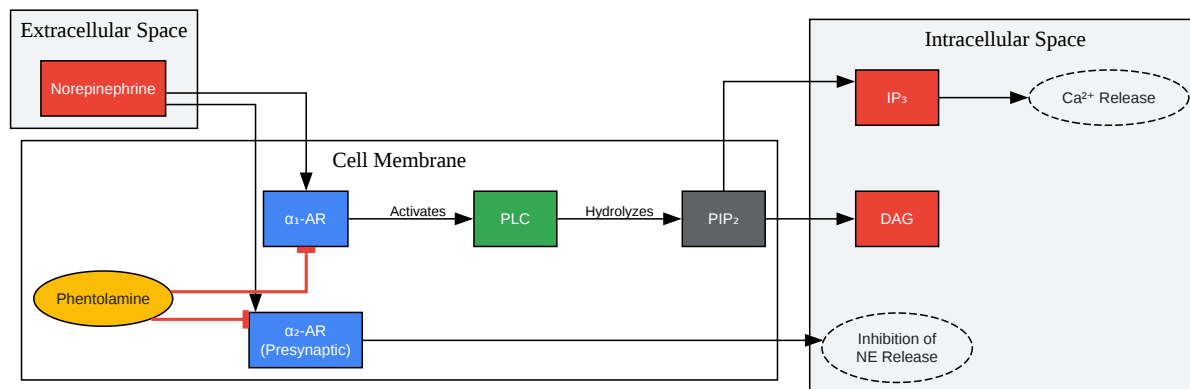 Extracellular Space
Norepinephrine
Intracellular Space
IP₃
Ca²⁺ Release
Cell Membrane
α₁-AR
Activates
PLC
Hydrolyzes
PIP₂
DAG
Phentolamine
α₂-AR
(Presynaptic)
Inhibition of
NE Release